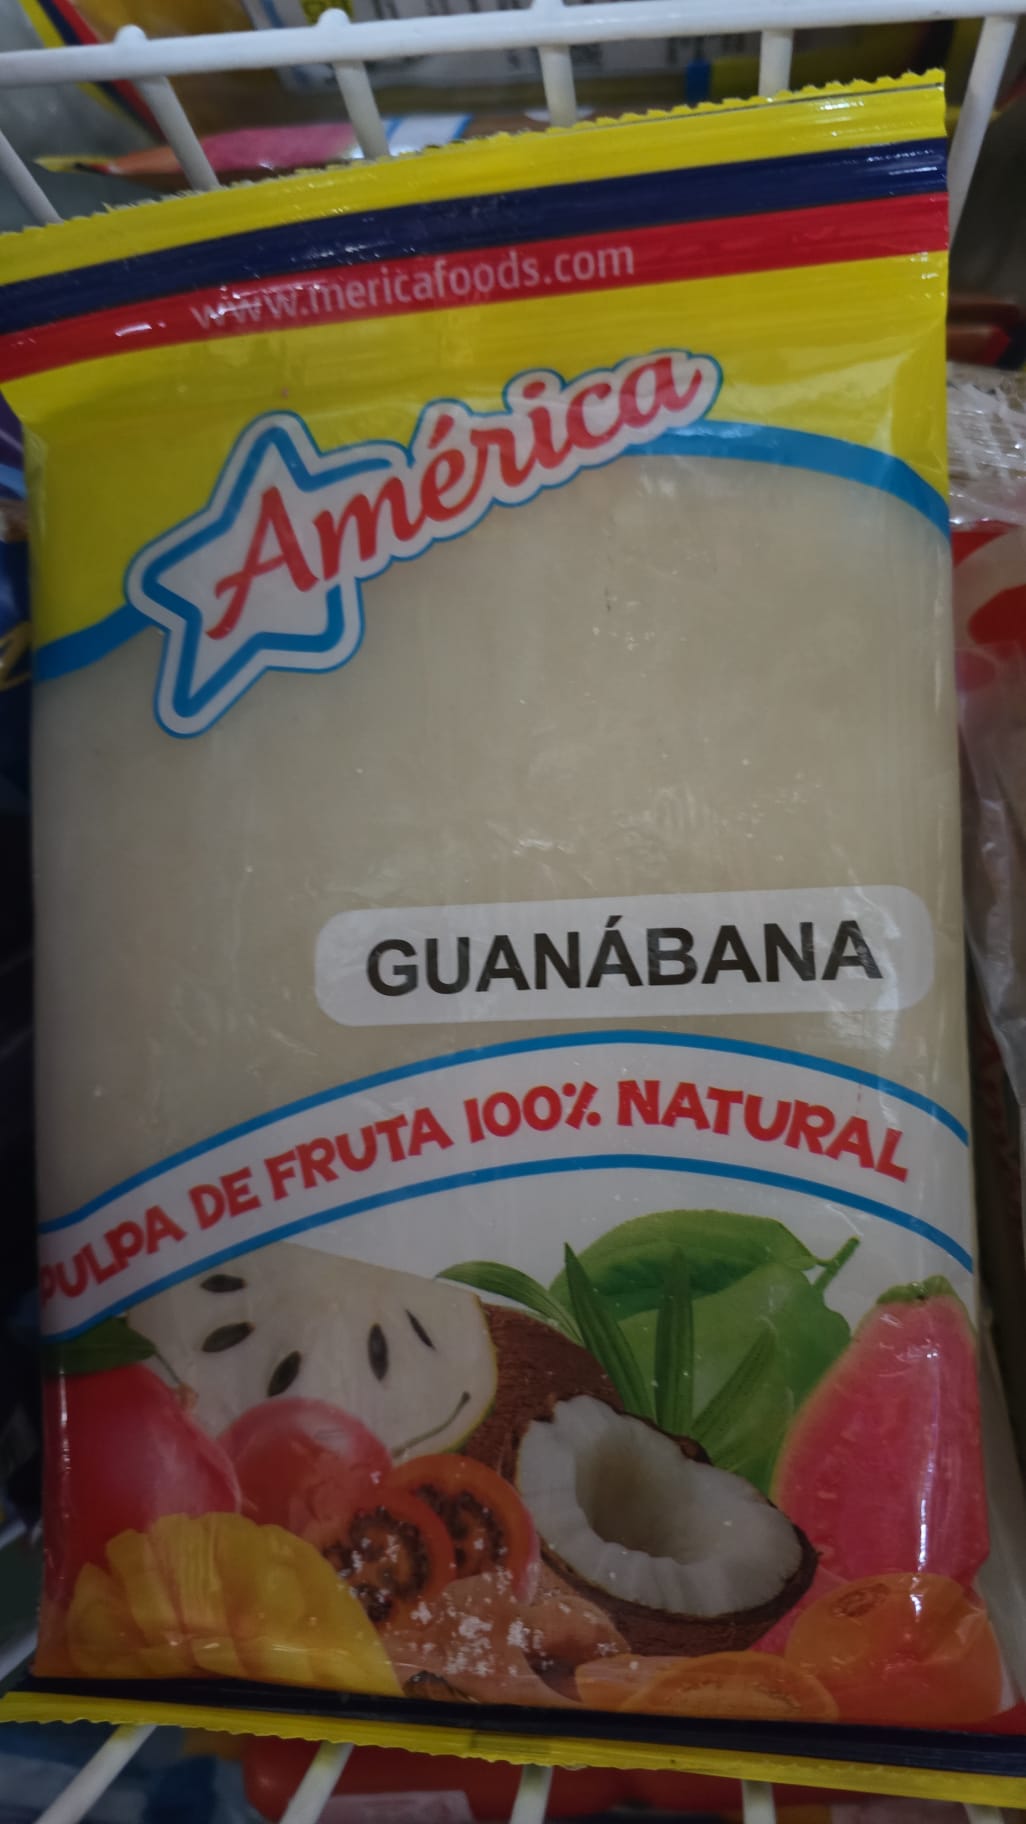 www.mericafoods.com
América
GUANÁBANA
PULPA DE FRUTA 100% NATURAL